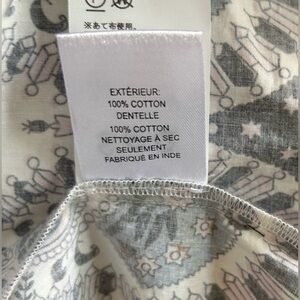 ※あて布使用。
EXTÉRIEUR:
100% COTTON
DENTELLE
100% COTTON
NETTOYAGE À SEC
SEULEMENT
FABRIQUÉ EN INDE